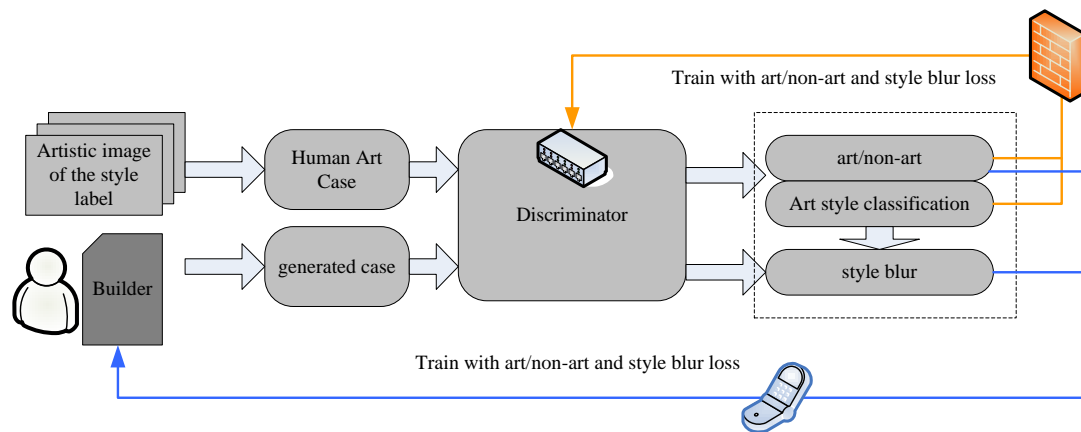 Train with art/non-art and style blur loss
Artistic image
of the style
label
Human Art
Case
Discriminator
art/non-art
Art style classification
Builder
generated case
style blur
Train with art/non-art and style blur loss